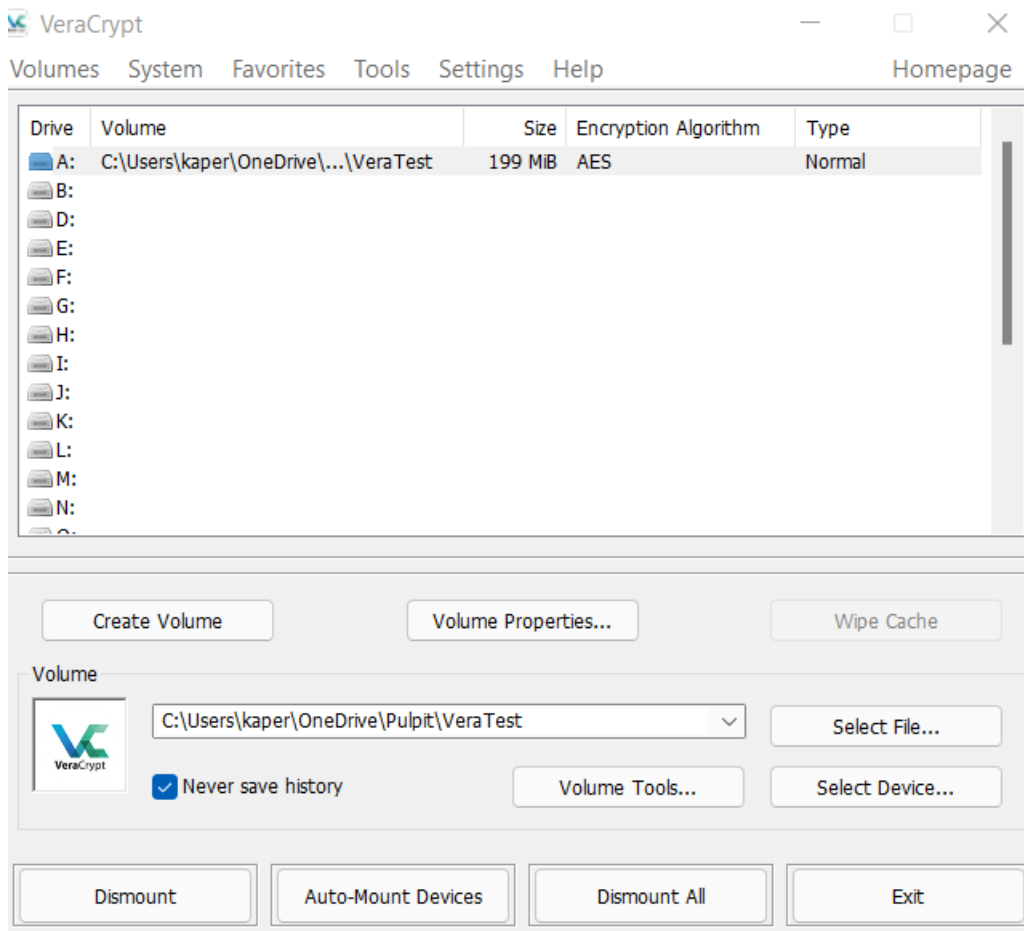 VeraCrypt
Volumes System Favorites Tools Settings Help Homepage
Drive Volume Size Encryption Algorithm Type
A: C:\Users\kaper\OneDrive\...\VeraTest 199 MiB AES Normal
B:
D:
E:
F:
G:
H:
I:
J:
K:
L:
M:
N:
Create Volume Volume Properties... Wipe Cache
Volume
C:\Users\kaper\OneDrive\Pulpit\VeraTest Select File...
VeraCrypt
Never save history Volume Tools... Select Device...
Dismount Auto-Mount Devices Dismount All Exit